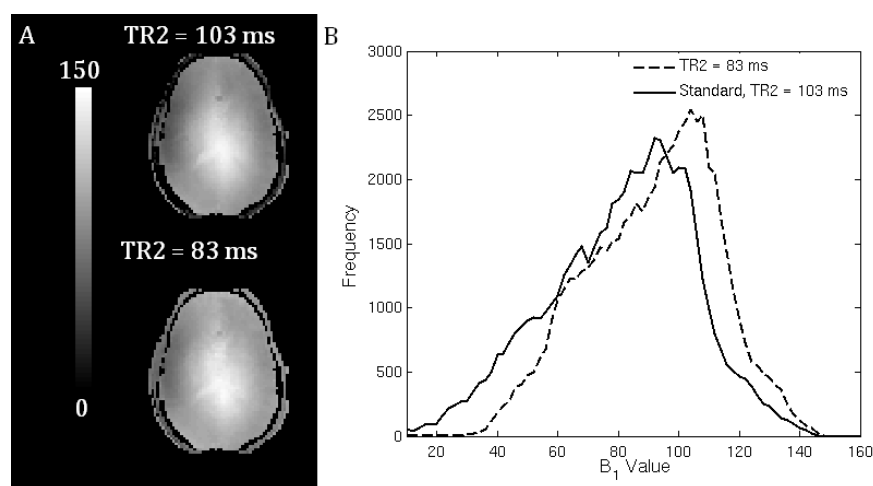 A
TR2 = 103 ms
150
TR2 = 83 ms
0
B
3000
2500
2000
1500
1000
500
0
Frequency
TR2 = 83 ms
Standard, TR2 = 103 ms
20 40 60 80 100 120 140 160
B1 Value